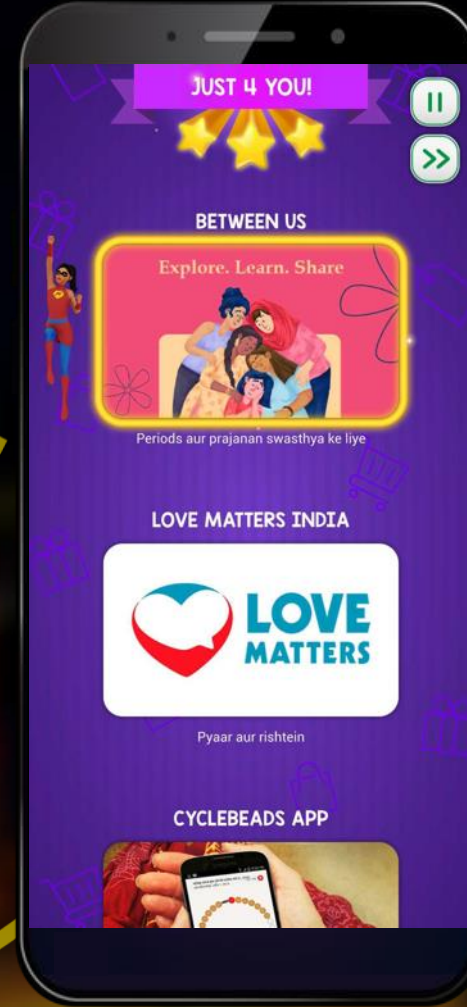 JUST 4 YOU!
BETWEEN US
Explore. Learn. Share
Periods aur prajanan swasthya ke liye
LOVE MATTERS INDIA
LOVE
MATTERS
Pyaar aur rishtein
CYCLEBEADS APP